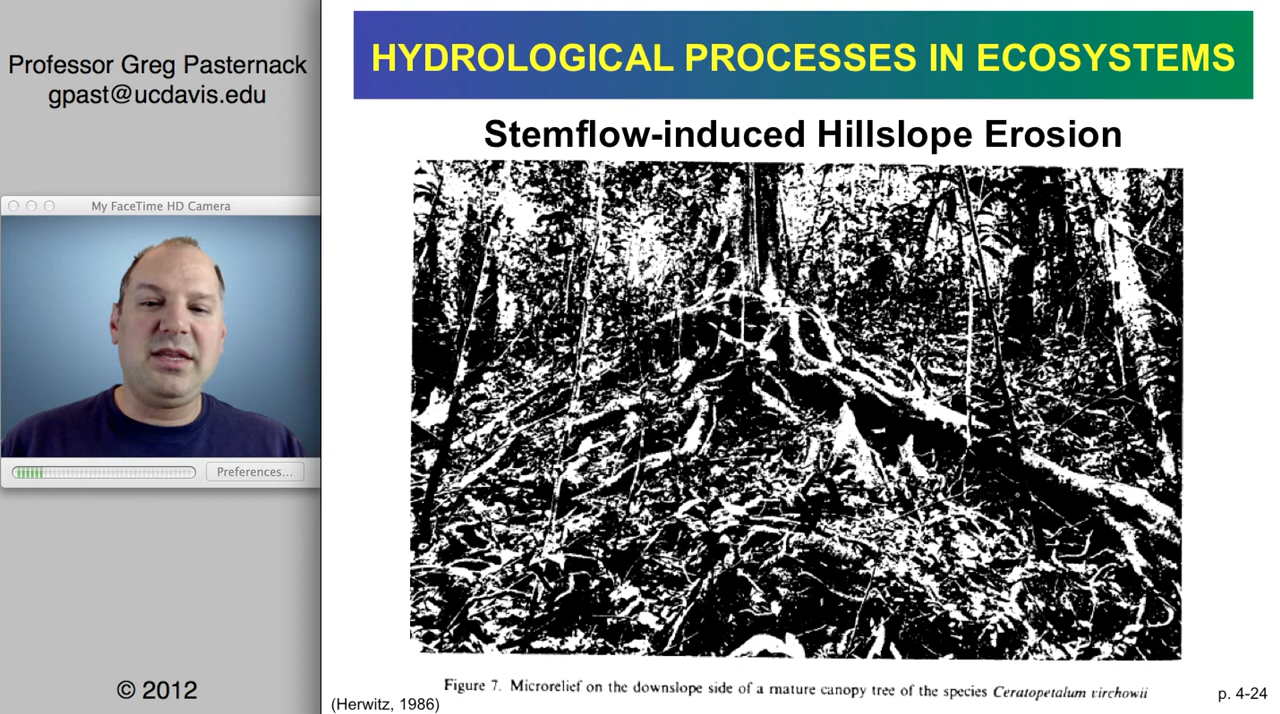 Professor Greg Pasternack
gpast@ucdavis.edu
My FaceTime HD Camera
Preferences...
© 2012
HYDROLOGICAL PROCESSES IN ECOSYSTEMS
Stemflow-induced Hillslope Erosion
Figure 7. Microrelief on the downslope side of a mature canopy tree of the species Ceratopetalum virchowii
(Herwitz, 1986)
p. 4-24